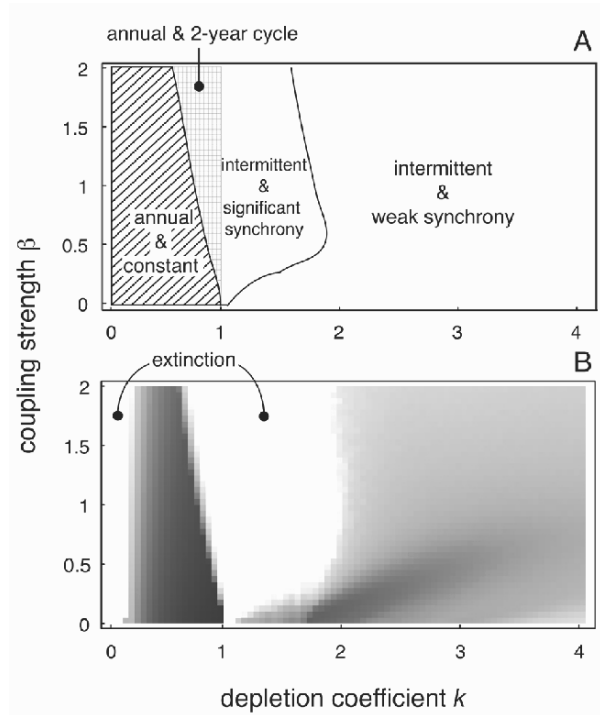 annual & 2-year cycle
A
2
1.5
1
0.5
0
annual
&
constant
intermittent
&
significant
synchrony
intermittent
&
weak synchrony
0 1 2 3 4
coupling strength β
extinction
B
2
1.5
1
0.5
0
0 1 2 3 4
depletion coefficient k